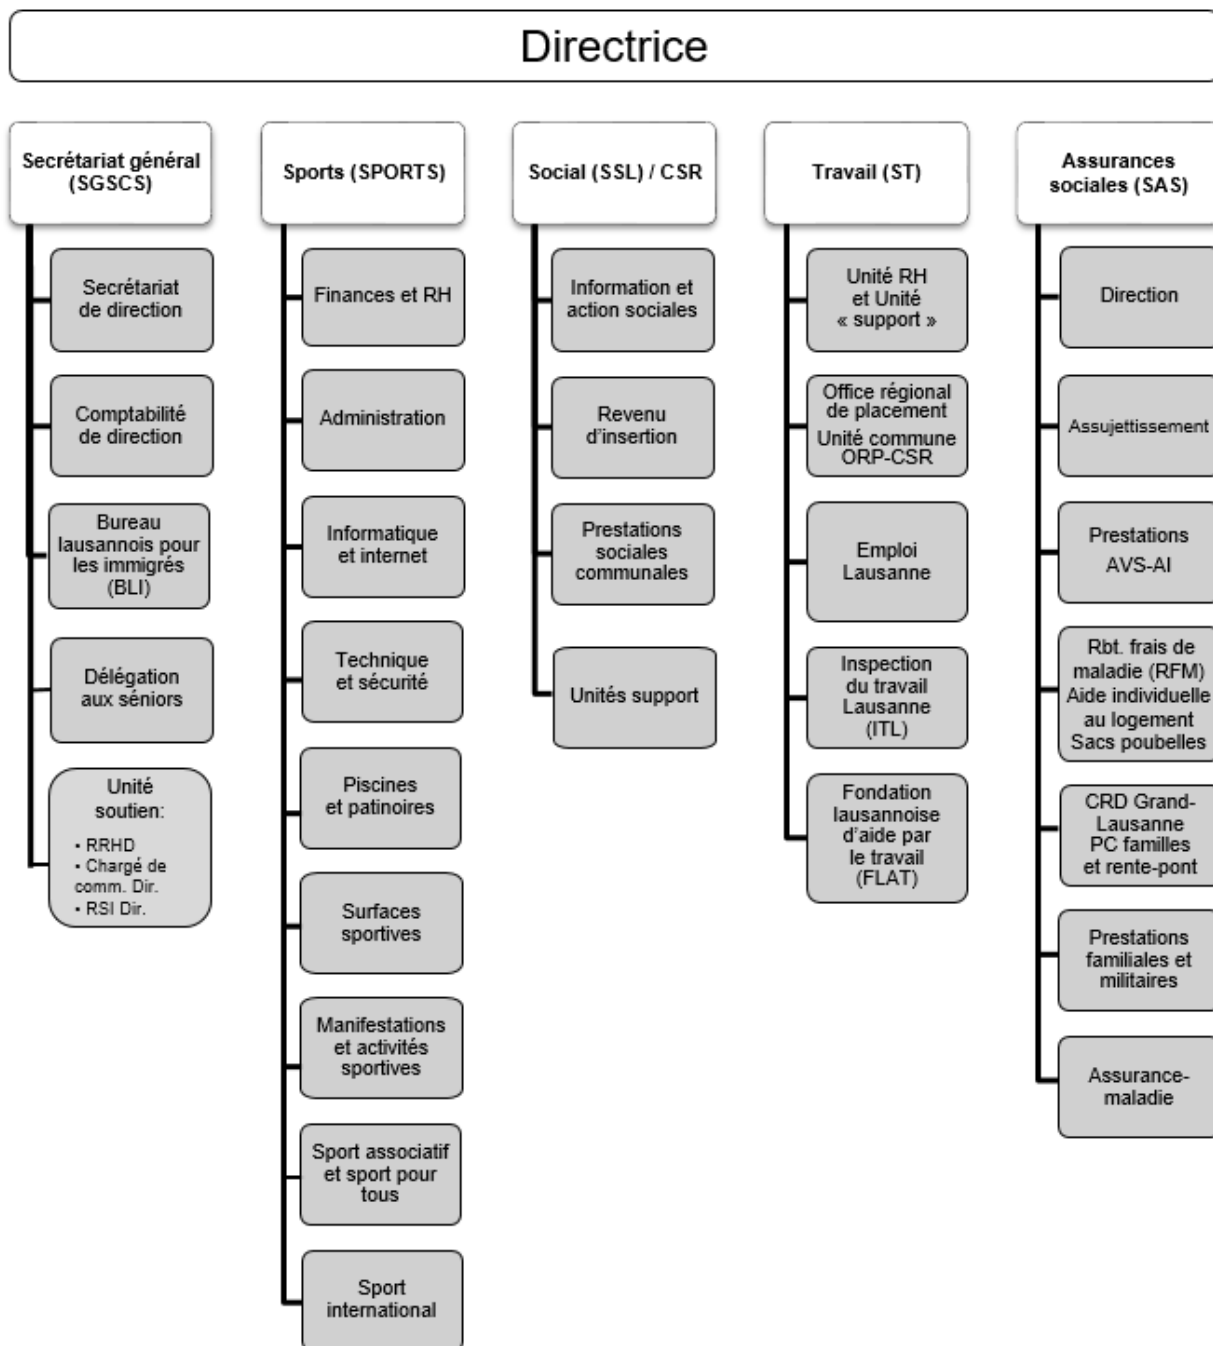 Directrice
Secrétariat général
(SGSCS)
Secrétariat
de direction
Comptabilité
de direction
Bureau
lausannois pour
les immigrés
(BLI)
Délégation
aux séniors
Unité
soutien:
• RRHD
• Chargé de
comm. Dir.
• RSI Dir.
Sports (SPORTS)
Finances et RH
Administration
Informatique
et internet
Technique
et sécurité
Piscines
et patinoires
Surfaces
sportives
Manifestations
et activités
sportives
Sport associatif
et sport pour
tous
Sport
international
Social (SSL) / CSR
Information et
action sociales
Revenu
d’insertion
Prestations
sociales
communales
Unités support
Travail (ST)
Unité RH
et Unité
« support »
Office régional
de placement
Unité commune
ORP-CSR
Emploi
Lausanne
Inspection
du travail
Lausanne
(ITL)
Fondation
lausannoise
d’aide par
le travail
(FLAT)
Assurances
sociales (SAS)
Direction
Assujettissement
Prestations
AVS-AI
Rbt. frais de
maladie (RFM)
Aide individuelle
au logement
Sacs poubelles
CRD Grand-
Lausanne
PC familles
et rente-pont
Prestations
familiales et
militaires
Assurance-
maladie